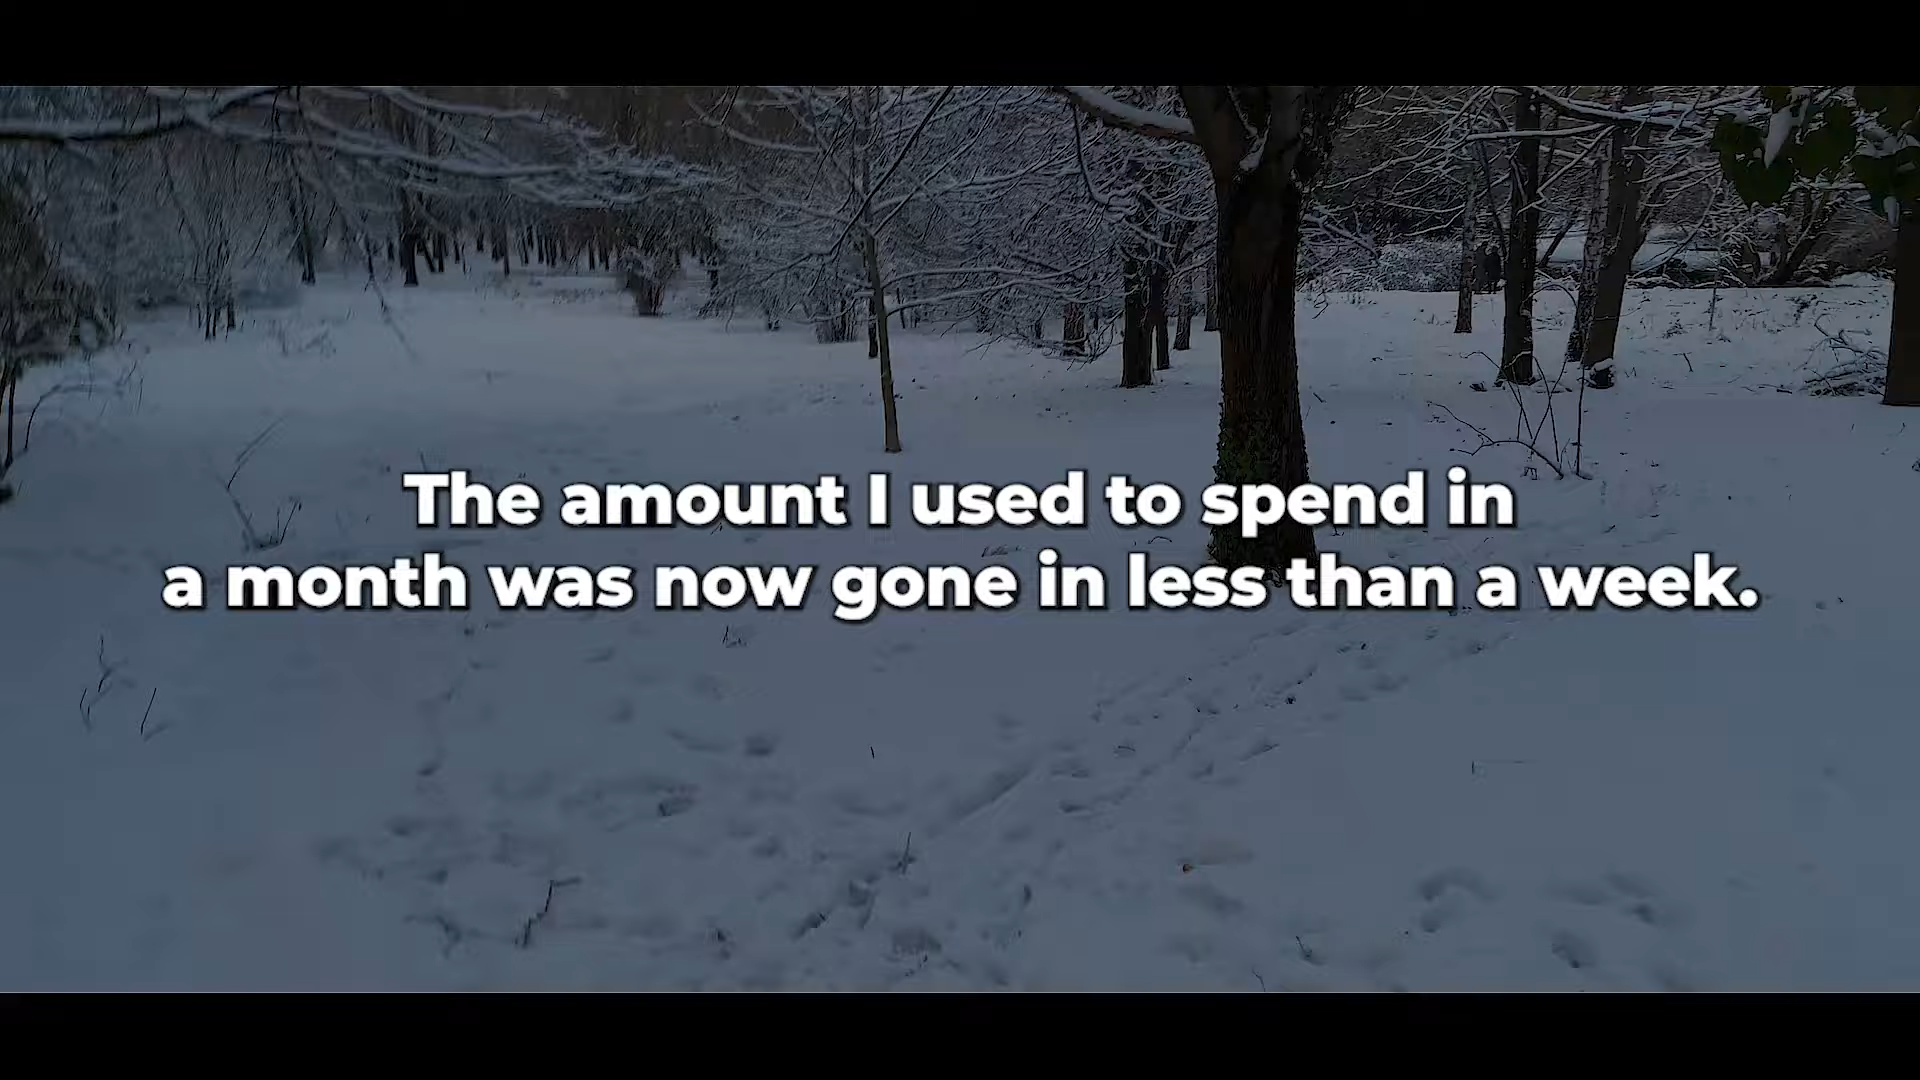 The amount I used to spend in
a month was now gone in less than a week.